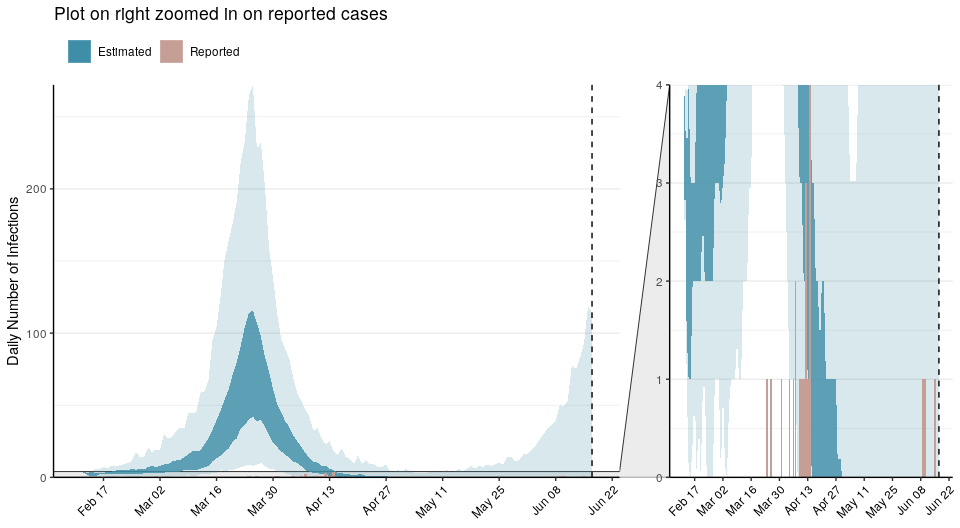 Plot on right zoomed in on reported cases
Estimated Reported
Daily Number of Infections
200
100
0
Feb 17 Mar 02 Mar 16 Mar 30 Apr 13 Apr 27 May 11 May 25 Jun 08 Jun 22
4
3
2
1
0
Feb 17 Mar 02 Mar 16 Mar 30 Apr 13 Apr 27 May 11 May 25 Jun 08 Jun 22